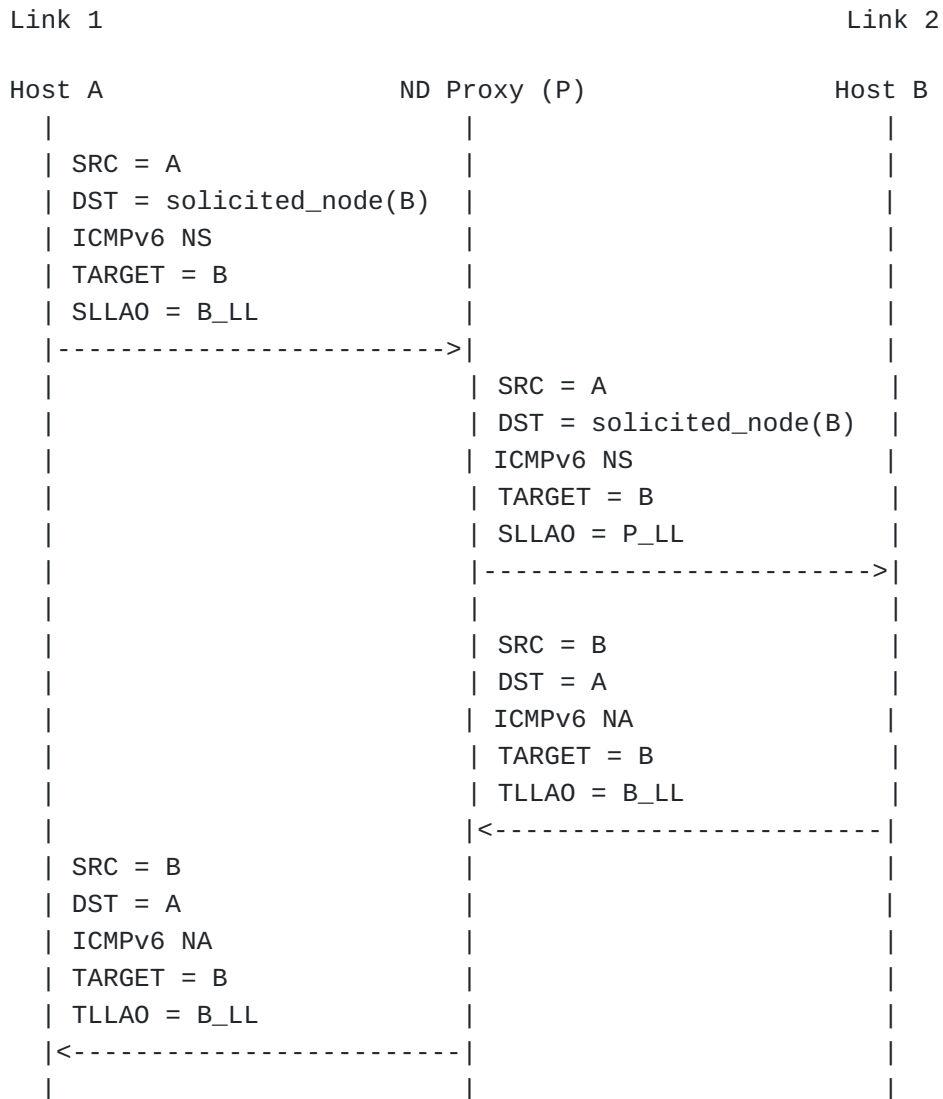 Link 1 Link 2
Host A ND Proxy (P) Host B
| | |
| SRC = A | |
| DST = solicited_node(B) | |
| ICMPv6 NS | |
| TARGET = B | |
| SLLAO = B_LL | |
|------------------------->| |
| | SRC = A |
| | DST = solicited_node(B) |
| | ICMPv6 NS |
| | TARGET = B |
| | SLLAO = P_LL |
| |------------------------->|
| | |
| | SRC = B |
| | DST = A |
| | ICMPv6 NA |
| | TARGET = B |
| | TLLAO = B_LL |
| |<-------------------------|
| SRC = B | |
| DST = A | |
| ICMPv6 NA | |
| TARGET = B | |
| TLLAO = B_LL | |
|<--------------------------| |
| | |